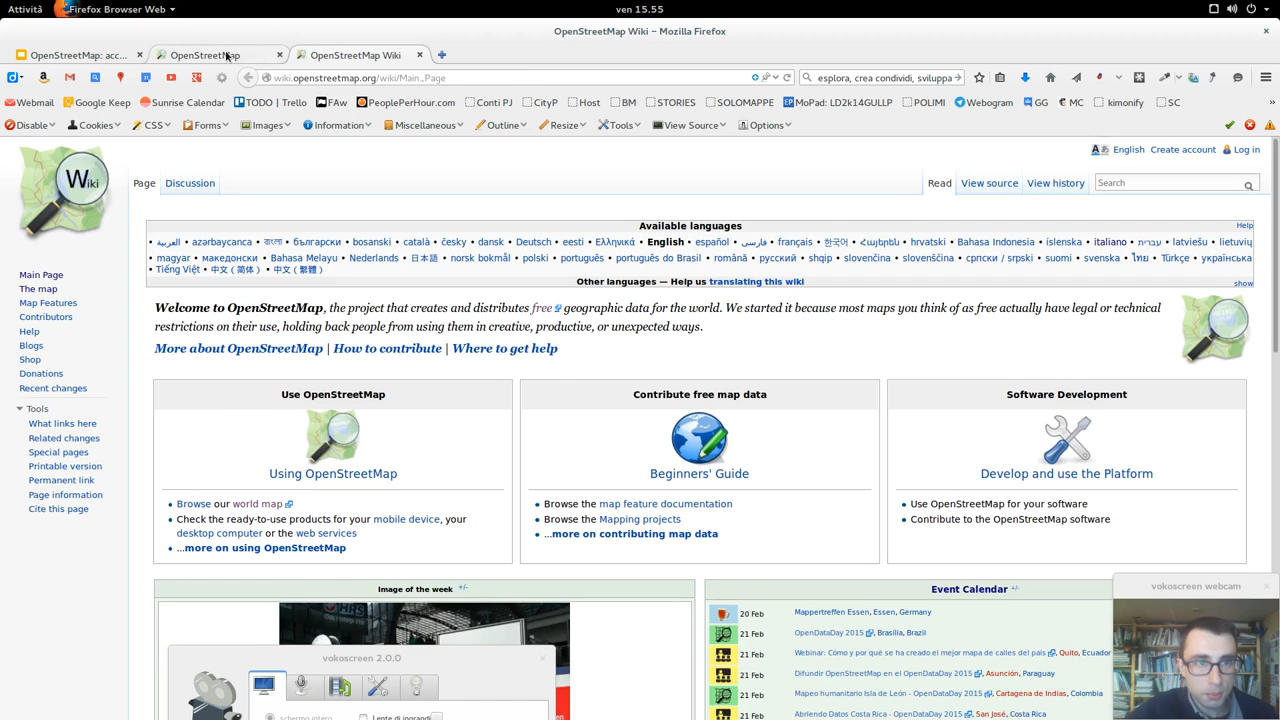 Attività Firefox Browser Web ven 15.55
OpenStreetMap Wiki – Mozilla Firefox
OpenStreetMap: acc... OpenStreetMap OpenStreetMap Wiki
wiki.openstreetmap.org/wiki/Main_Page esplora, crea condividi, sviluppa
Webmail Google Keep Sunrise Calendar TODO | Trello FAw PeoplePerHour.com Conti PJ CityP Host BM STORIES SOLOMAPPE MoPad: LD2k14GULLP POLIMI Webogram GG MC kimonify SC
Disable Cookies CSS Forms Images Information Miscellaneous Outline Resize Tools View Source Options
English Create account Log in
Wiki
Page Discussion Read View source View history Search
Available languages Help
• العربية • azərbaycanca • বাংলা • български • bosanski • català • česky • dansk • Deutsch • eesti • Ελληνικά • English • español • فارسی • français • 한국어 • Հայերեն • hrvatski • Bahasa Indonesia • íslenska • italiano • עברית • latviešu • lietuvių
• magyar • македонски • Bahasa Melayu • Nederlands • 日本語 • norsk bokmål • polski • português • português do Brasil • română • русский • shqip • slovenčina • slovenščina • српски / srpski • suomi • svenska • ไทย • Türkçe • українська
• Tiếng Việt • 中文（简体） • 中文（繁體）
Other languages — Help us translating this wiki show
Welcome to OpenStreetMap, the project that creates and distributes free geographic data for the world. We started it because most maps you think of as free actually have legal or technical
restrictions on their use, holding back people from using them in creative, productive, or unexpected ways.
More about OpenStreetMap | How to contribute | Where to get help
Main Page
The map
Map Features
Contributors
Help
Blogs
Shop
Donations
Recent changes
Tools
What links here
Related changes
Special pages
Printable version
Permanent link
Page information
Cite this page
Use OpenStreetMap
Using OpenStreetMap
• Browse our world map
• Check the ready-to-use products for your mobile device, your
desktop computer or the web services
• ...more on using OpenStreetMap
Contribute free map data
Beginners' Guide
• Browse the map feature documentation
• Browse the Mapping projects
• ...more on contributing map data
Software Development
Develop and use the Platform
• Use OpenStreetMap for your software
• Contribute to the OpenStreetMap software
Image of the week +/-
Event Calendar +/-
20 Feb Mappertreffen Essen, Essen, Germany
21 Feb OpenDataDay 2015, Brasília, Brazil
21 Feb Webinar: Cómo y por qué se ha creado el mejor mapa de calles del país, Quito, Ecuador
21 Feb Difundir OpenStreetMap en el OpenDataDay 2015, Asunción, Paraguay
21 Feb Mapeo humanitario Isla de León - OpenDataDay 2015, Cartagena de Indias, Colombia
21 Feb Abriendo Datos Costa Rica - OpenDataDay 2015, San José, Costa Rica
vokoscreen 2.0.0
schermo intero Lente di ingrandi
vokoscreen webcam